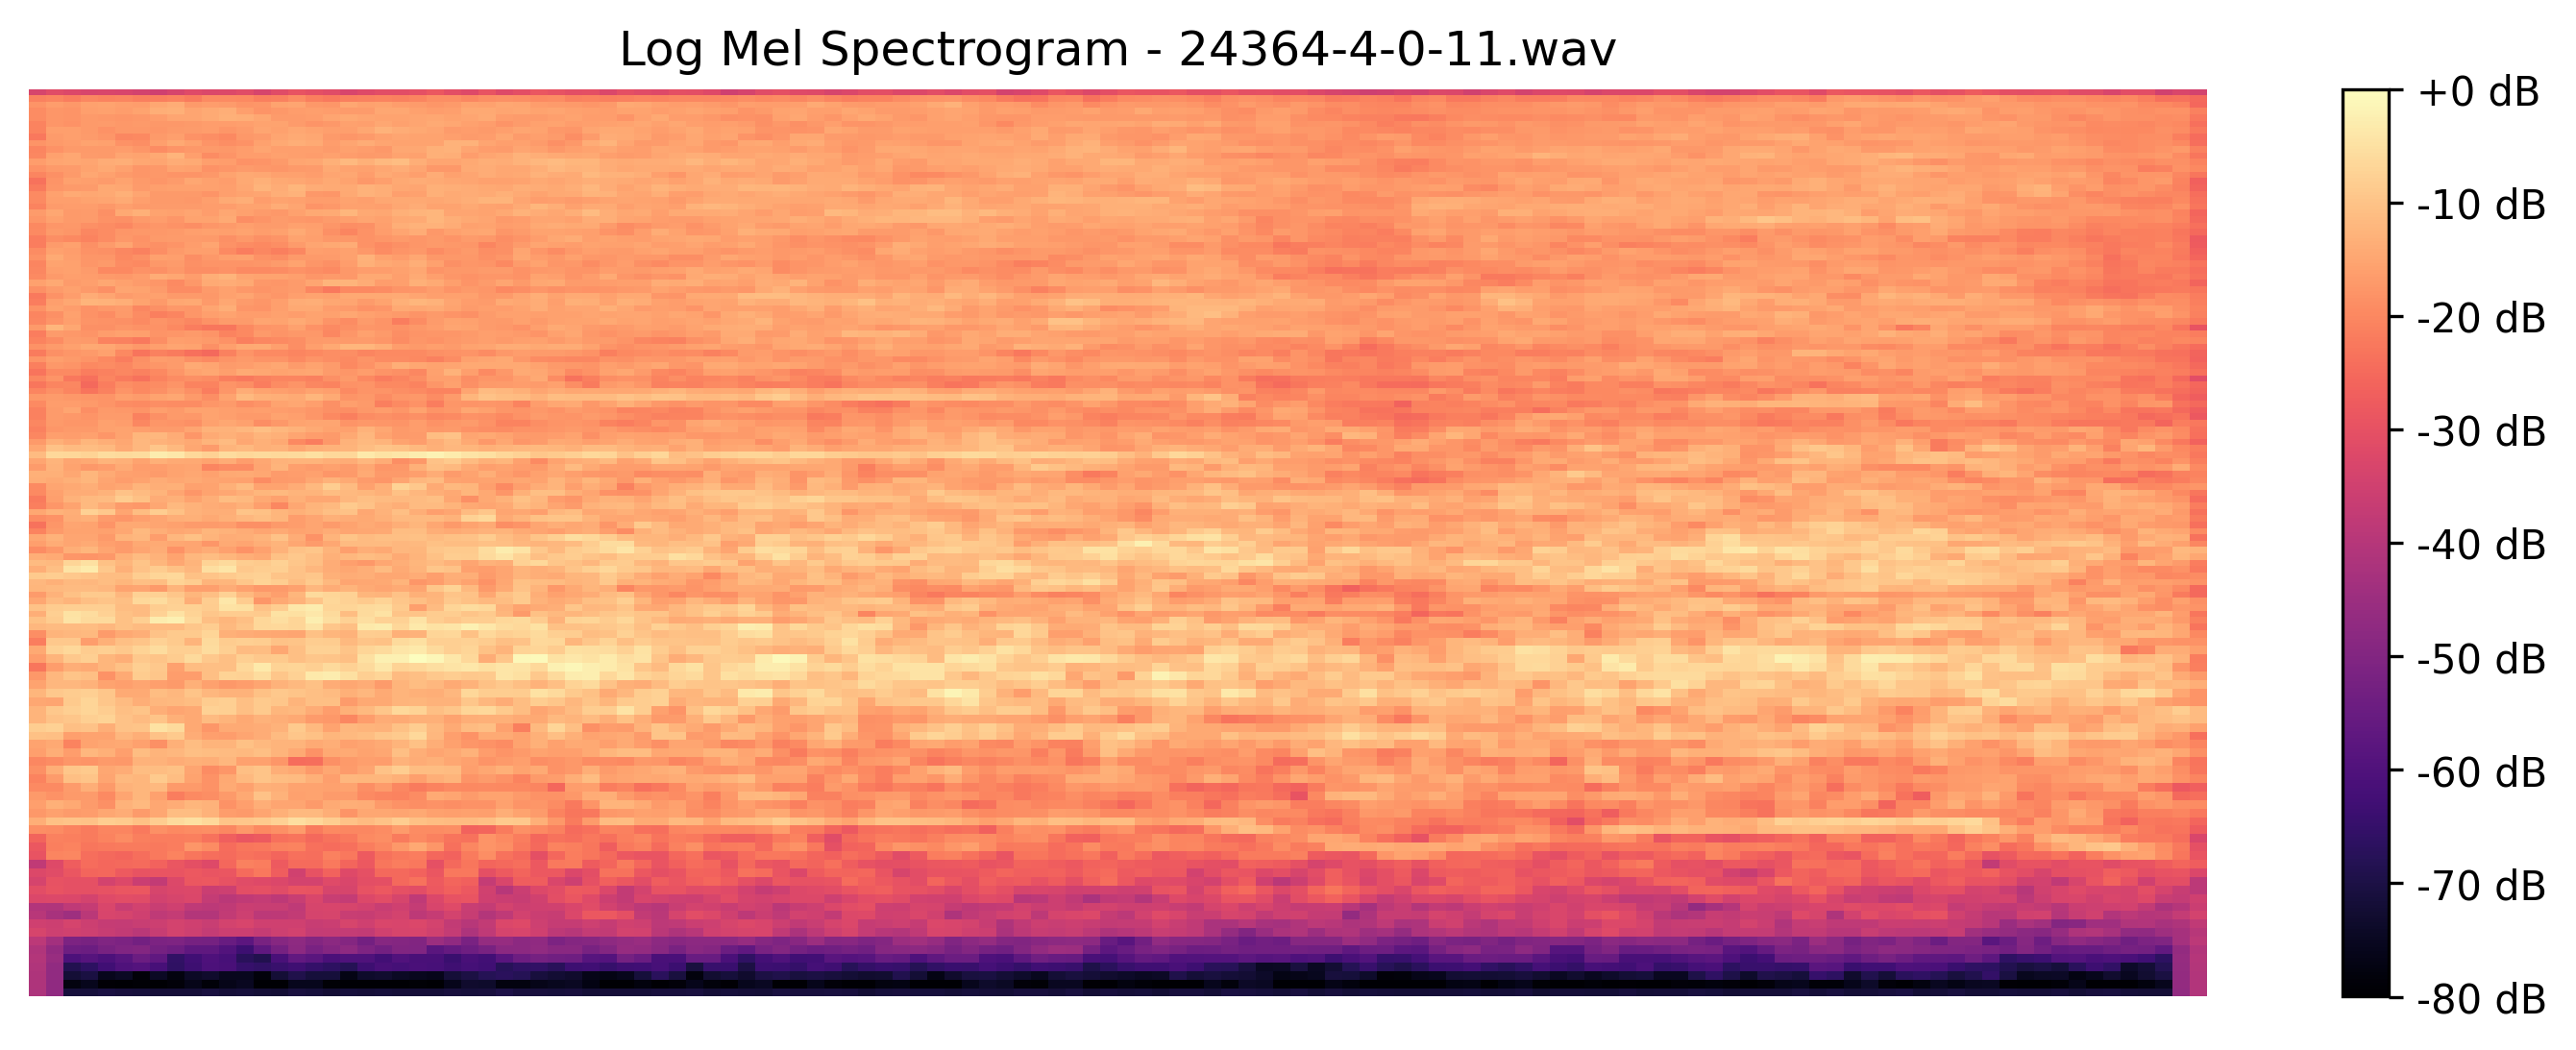 Log Mel Spectrogram - 24364-4-0-11.wav
+0 dB
-10 dB
-20 dB
-30 dB
-40 dB
-50 dB
-60 dB
-70 dB
-80 dB